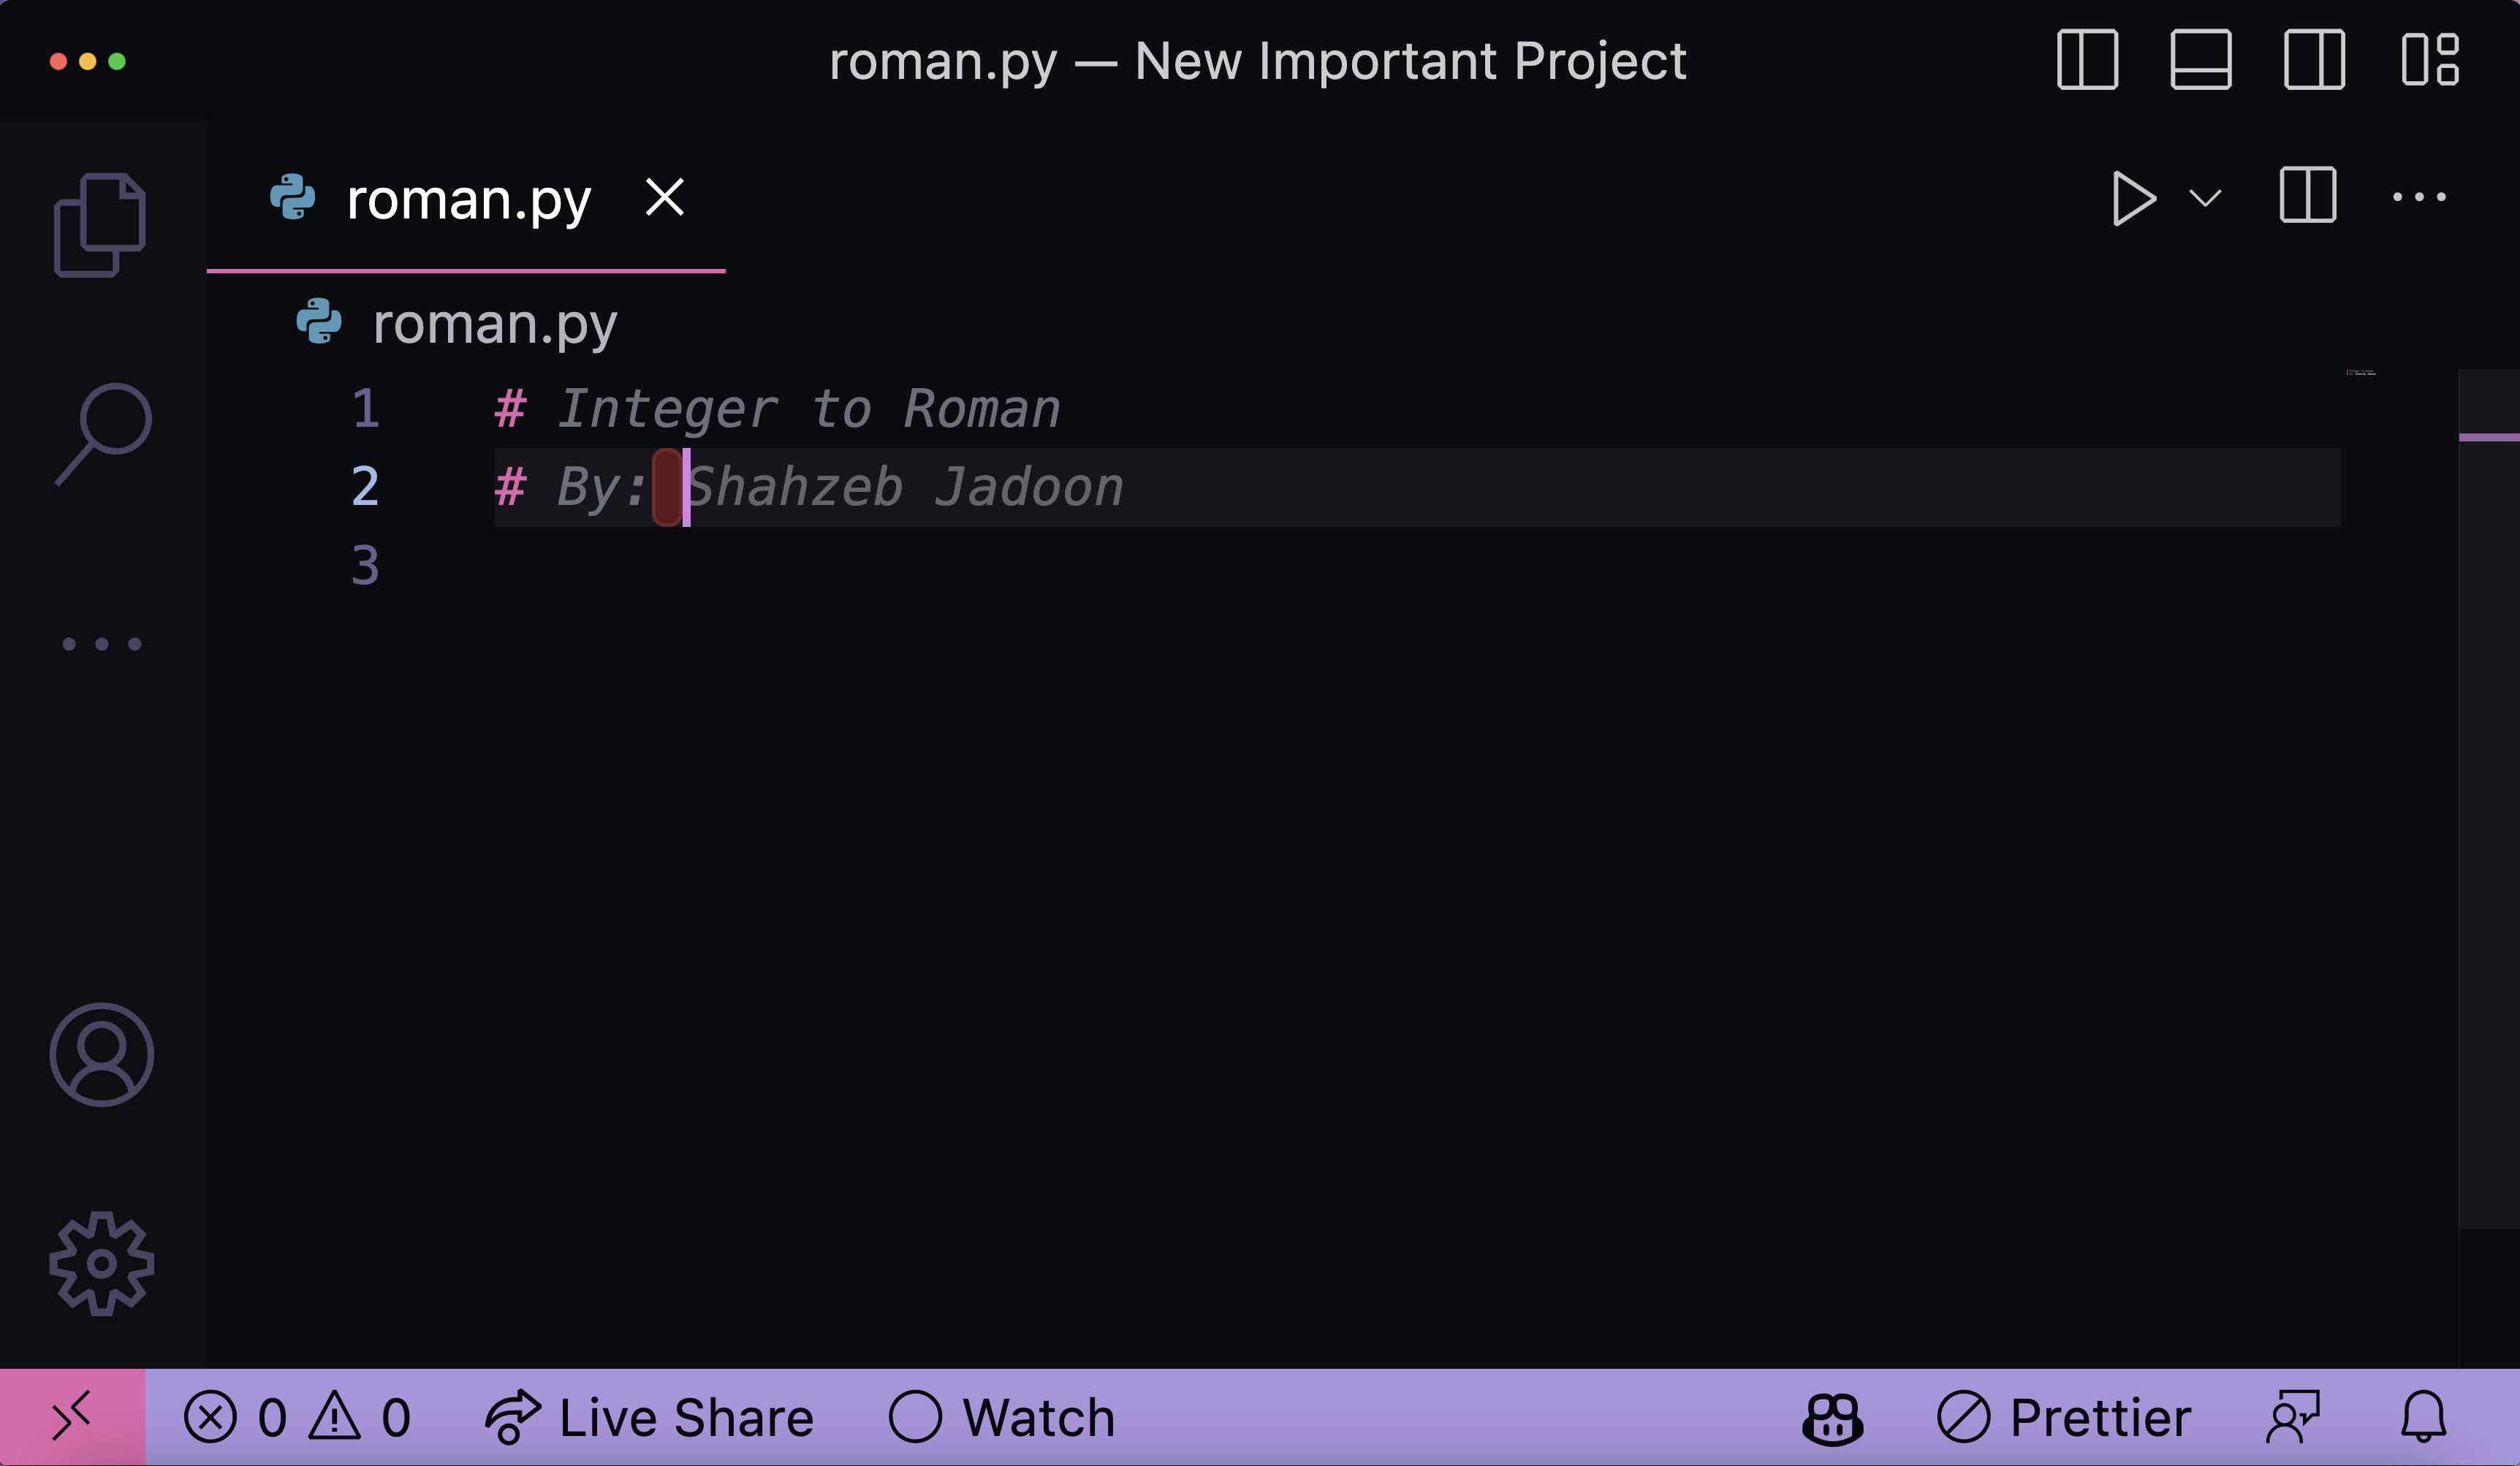 roman.py — New Important Project
roman.py
roman.py
1 # Integer to Roman
2 # By: Shahzeb Jadoon
3
0 0 Live Share Watch Prettier